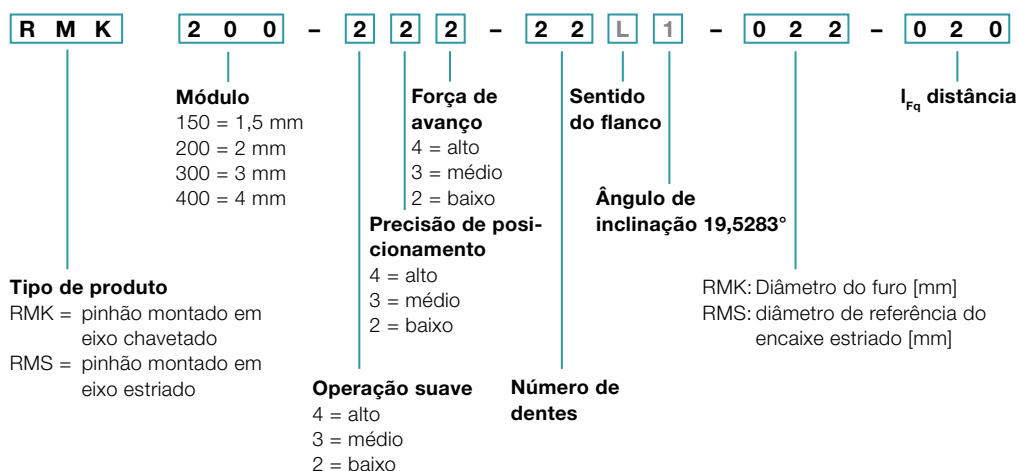 R M K 2 0 0 – 2 2 2 – 2 2 L 1 – 0 2 2 – 0 2 0
Módulo
150 = 1,5 mm
200 = 2 mm
300 = 3 mm
400 = 4 mm
Força de
avanço
4 = alto
3 = médio
2 = baixo
Sentido
do flanco
l_Fq distância
Ângulo de
inclinação 19,5283°
Precisão de posi-
cionamento
4 = alto
3 = médio
2 = baixo
Tipo de produto
RMK = pinhão montado em
eixo chavetado
RMS = pinhão montado em
eixo estriado
RMK: Diâmetro do furo [mm]
RMS: diâmetro de referência do
encaixe estriado [mm]
Operação suave
4 = alto
3 = médio
2 = baixo
Número de
dentes